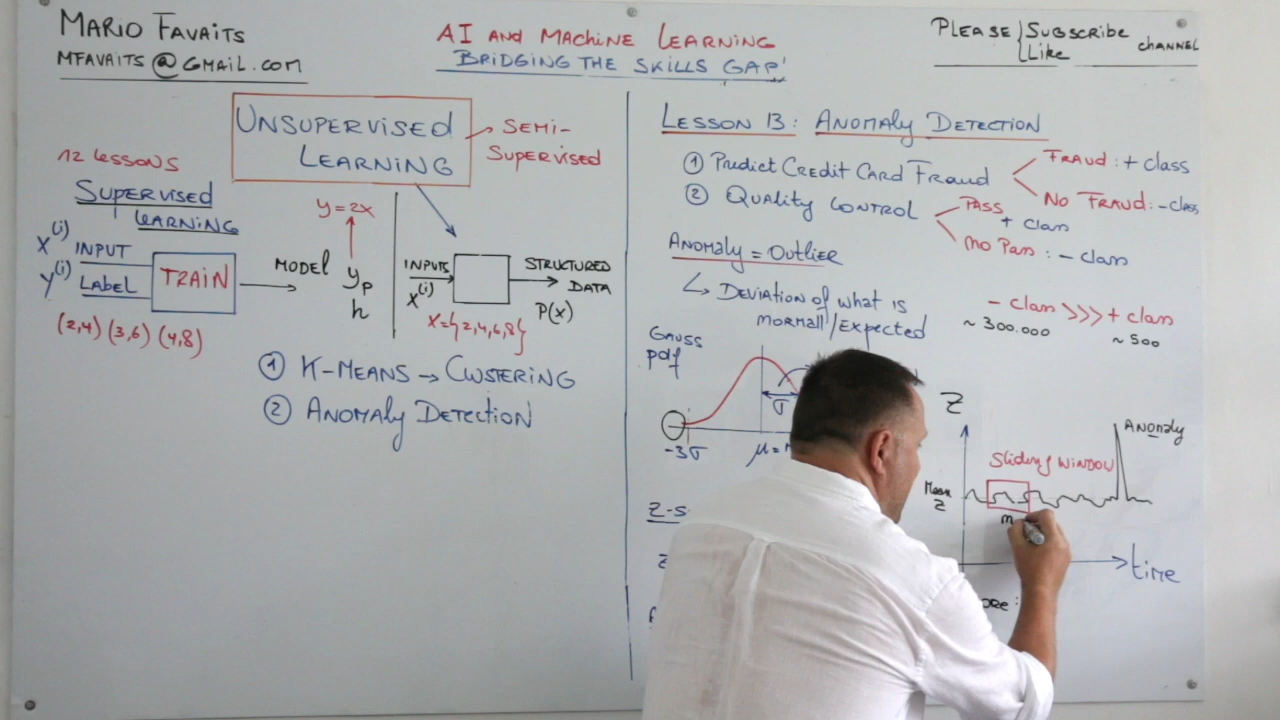 MARIO FAVAITS
MFAVAITS@GMAIL.COM
AI AND MACHINE LEARNING
BRIDGING THE SKILLS GAP'
PLEASE Subscribe
Like
CHANNEL
UNSUPERVISED
LEARNING
SEMI-
SUPERVISED
12 LESSONS
SUPERVISED
LEARNING
X(i) INPUT
Y(i) LABEL
TRAIN
(2,4) (3,6) (4,8)
MODEL
y=2x
yp
h
INPUTS
X(i)
X={2,4,6,8}
STRUCTURED
DATA
P(X)
① K-MEANS → CLUSTERING
② ANOMALY DETECTION
LESSON 13: ANOMALY DETECTION
① Predict Credit Card Fraud
FRAUD: + class
NO FRAUD: - class
② QUALITY CONTROL
PASS
+ class
NO PASS: - class
ANOMALY = OUTLIER
DEVIATION OF WHAT IS
NORMAL/EXPECTED
- class >>> + class
~ 300.000
~ 500
GAUSS
pdf
σ
-3σ
μ=
Z-S
Z
Z
ANOMALY
Sliding WINDOW
Mean
Z
m
time
ORE: